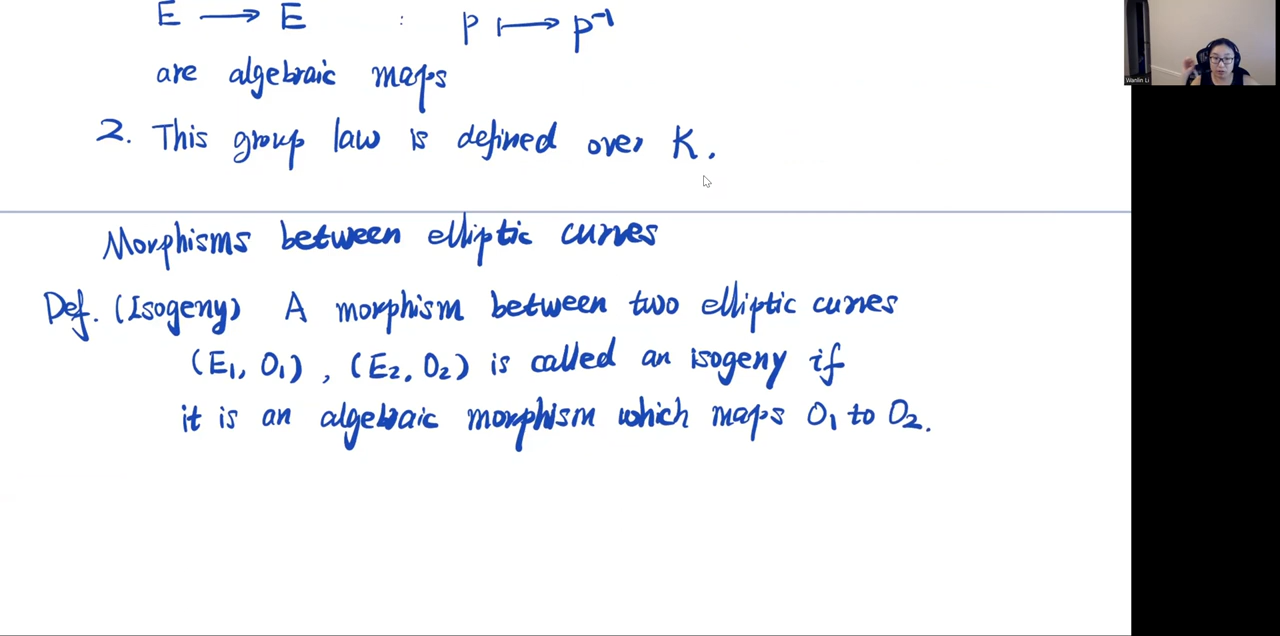 E ⟶ E : p ⟼ p⁻¹
are algebraic maps
2. This group law is defined over K.
Morphisms between elliptic curves
Def. (Isogeny) A morphism between two elliptic curves
(E₁, O₁), (E₂, O₂) is called an isogeny if
it is an algebraic morphism which maps O₁ to O₂.
Wanlin Li